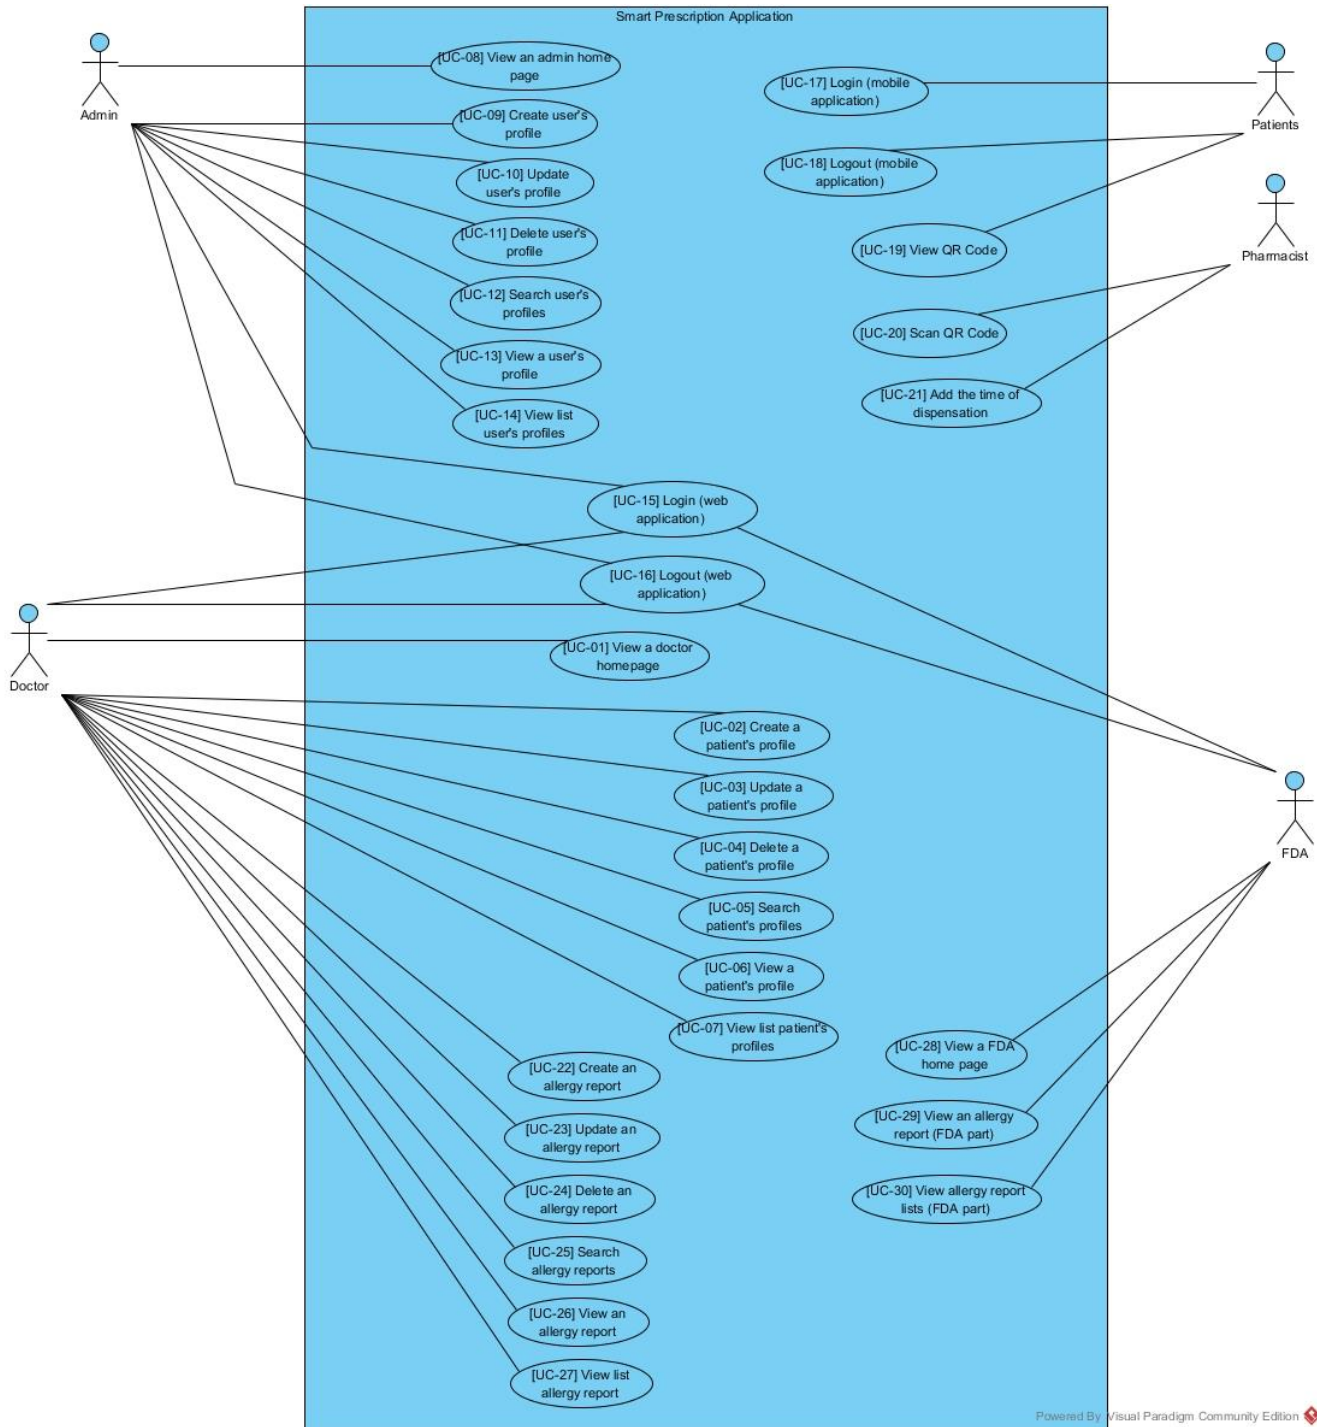 Smart Prescription Application
[UC-08] View an admin home
page
Admin
[UC-09] Create user's
profile
[UC-10] Update
user's profile
[UC-11] Delete user's
profile
[UC-12] Search user's
profiles
[UC-13] View a user's
profile
[UC-14] View list
user's profiles
[UC-17] Login (mobile
application)
Patients
[UC-18] Logout (mobile
application)
[UC-19] View QR Code
Pharmacist
[UC-20] Scan QR Code
[UC-21] Add the time of
dispensation
[UC-15] Login (web
application)
[UC-16] Logout (web
application)
Doctor
[UC-01] View a doctor
homepage
[UC-02] Create a
patient's profile
[UC-03] Update a
patient's profile
[UC-04] Delete a
patient's profile
[UC-05] Search
patient's profiles
[UC-06] View a
patient's profile
[UC-07] View list patient's
profiles
FDA
[UC-22] Create an
allergy report
[UC-23] Update an
allergy report
[UC-24] Delete an
allergy report
[UC-25] Search
allergy reports
[UC-26] View an
allergy report
[UC-27] View list
allergy report
[UC-28] View a FDA
home page
[UC-29] View an allergy
report (FDA part)
[UC-30] View allergy report
lists (FDA part)
Powered By Visual Paradigm Community Edition